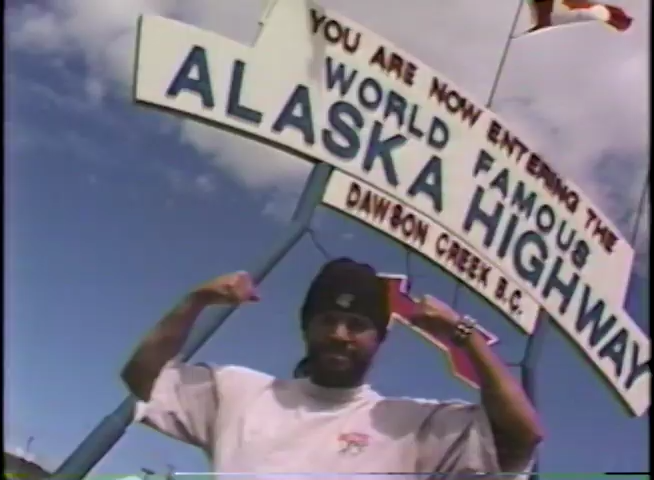 YOU ARE NOW ENTERING THE
WORLD FAMOUS
ALASKA HIGHWAY
DAWSON CREEK B.C.